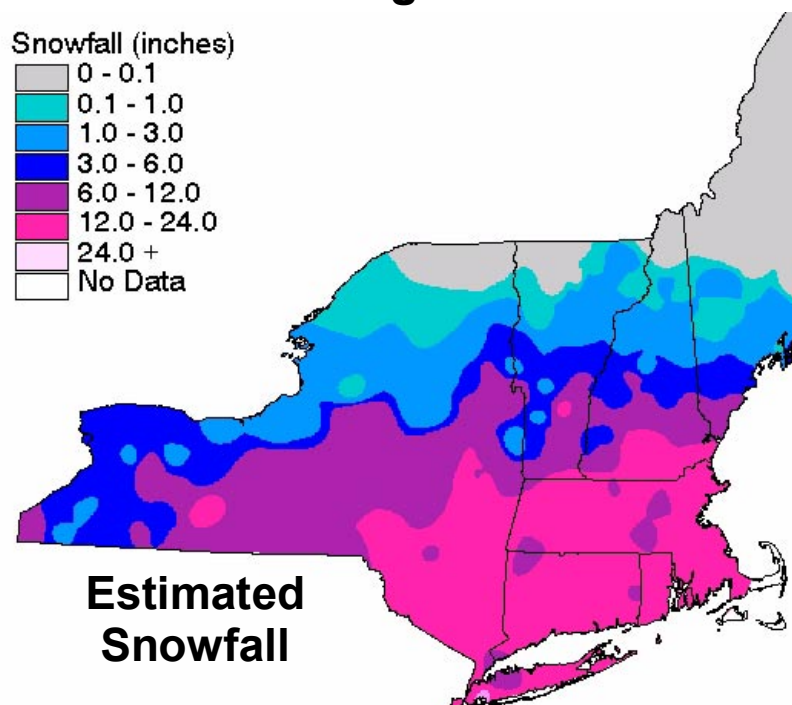 g
Snowfall (inches)
0 - 0.1
0.1 - 1.0
1.0 - 3.0
3.0 - 6.0
6.0 - 12.0
12.0 - 24.0
24.0 +
No Data
Estimated
Snowfall